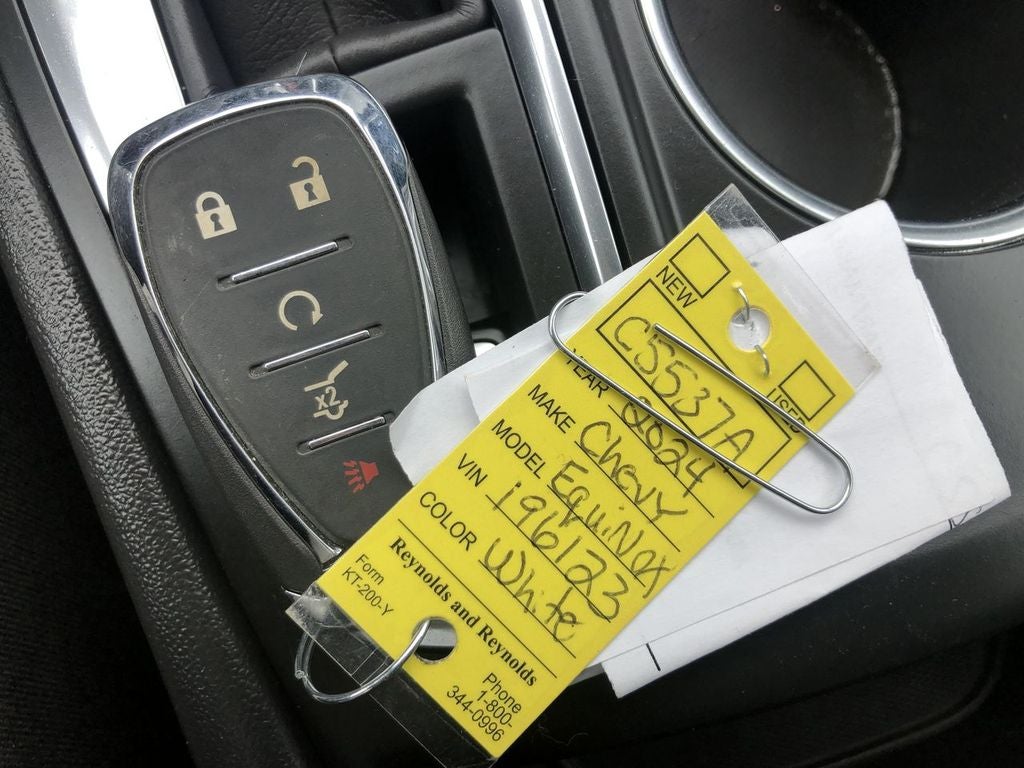 x2
NEW
USED
C5537A
YEAR 2024
MAKE Chevy
MODEL EquiNox
VIN 196123
COLOR White
Reynolds and Reynolds
Form
KT-200-Y
Phone
1-800-
344-0996